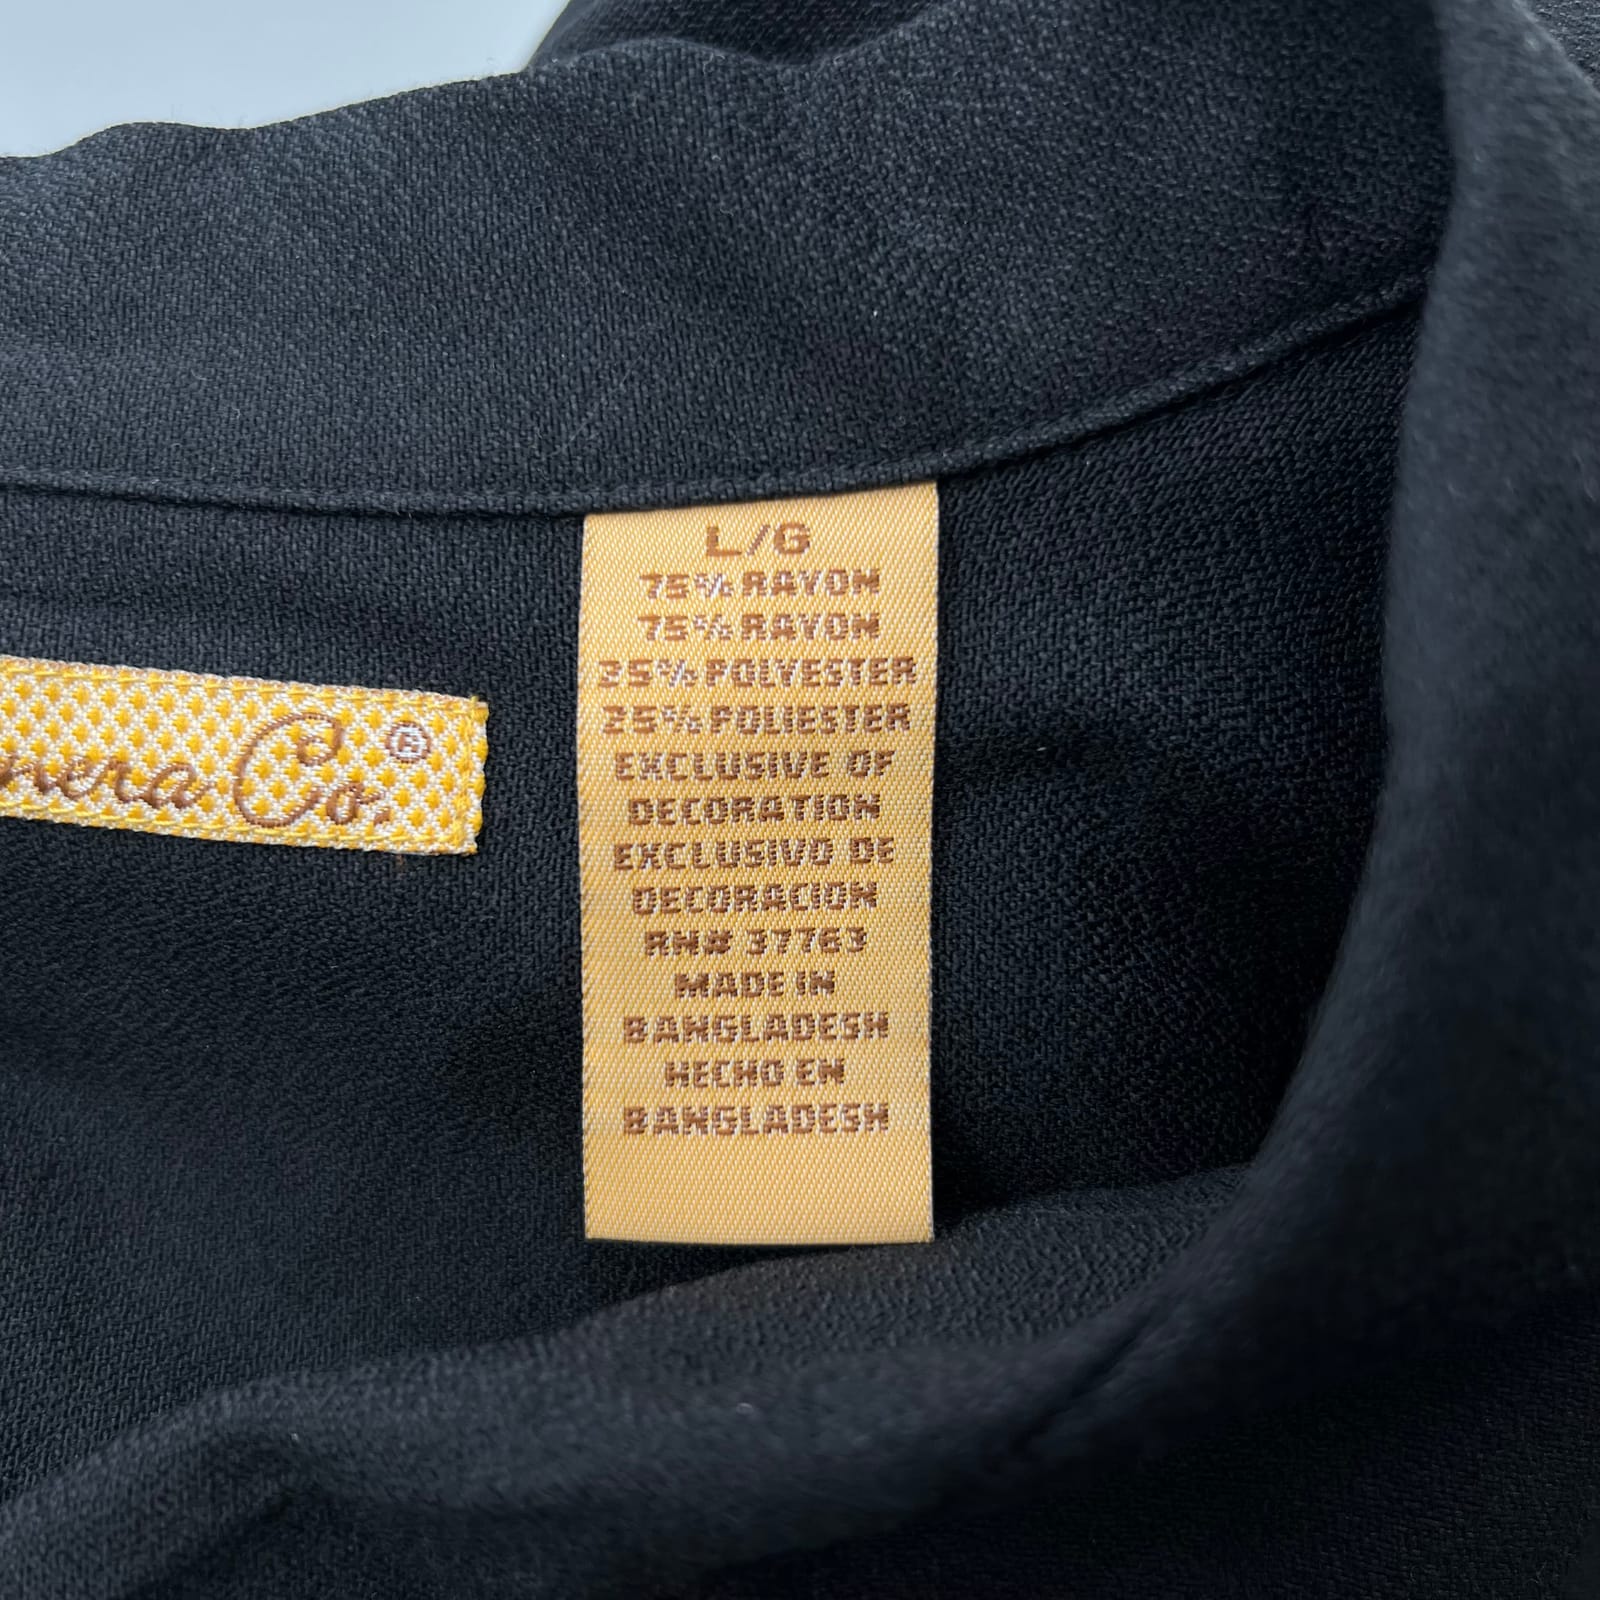 L/G
75% RAYON
75% RAYON
25% POLYESTER
25% POLIESTER
EXCLUSIVE OF
DECORATION
EXCLUSIVO DE
DECORACION
RN# 37763
MADE IN
BANGLADESH
HECHO EN
BANGLADESH
nera Co.®